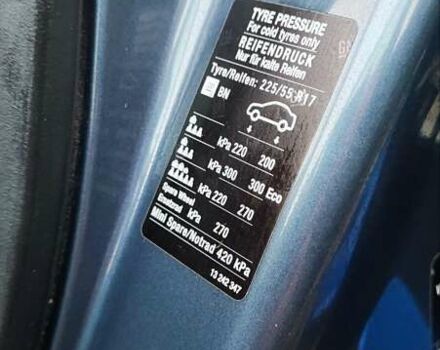 TYRE PRESSURE
For cold tyres only
REIFENDRUCK
Nur für kalte Reifen
Tyre/Reifen: 225/55 R17
BN
kPa 220 200
kPa 300 300 Eco
kPa 220 270
Spare Wheel
Ersatzrad kPa 270
Mini Spare/Notrad 420 kPa
13 242 347